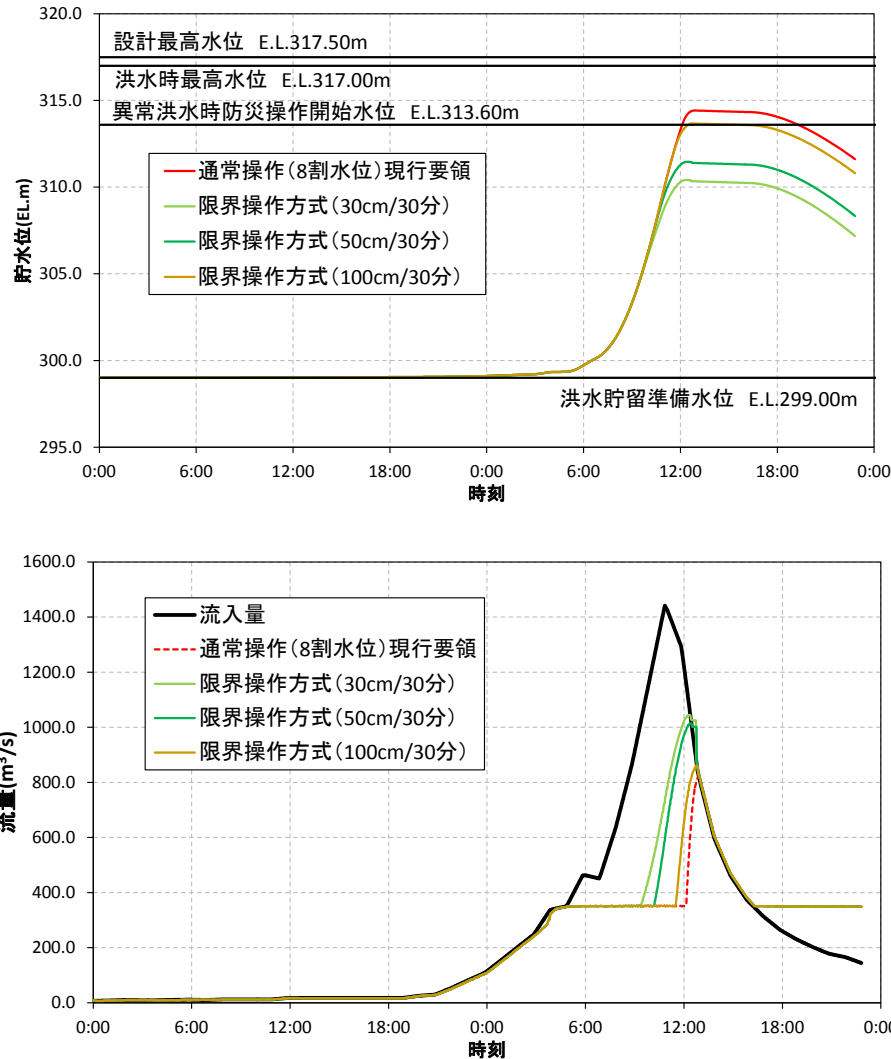 320.0
設計最高水位 E.L.317.50m
洪水時最高水位 E.L.317.00m
315.0
異常洪水時防災操作開始水位 E.L.313.60m
通常操作(8割水位)現行要領
限界操作方式(30cm/30分)
限界操作方式(50cm/30分)
限界操作方式(100cm/30分)
310.0
305.0
300.0
295.0
貯水位(EL.m)
洪水貯留準備水位 E.L.299.00m
0:00 6:00 12:00 18:00 0:00 6:00 12:00 18:00 0:00
時刻
1600.0
1400.0
1200.0
1000.0
800.0
600.0
400.0
200.0
0.0
流量(m³/s)
流入量
通常操作(8割水位)現行要領
限界操作方式(30cm/30分)
限界操作方式(50cm/30分)
限界操作方式(100cm/30分)
0:00 6:00 12:00 18:00 0:00 6:00 12:00 18:00 0:00
時刻